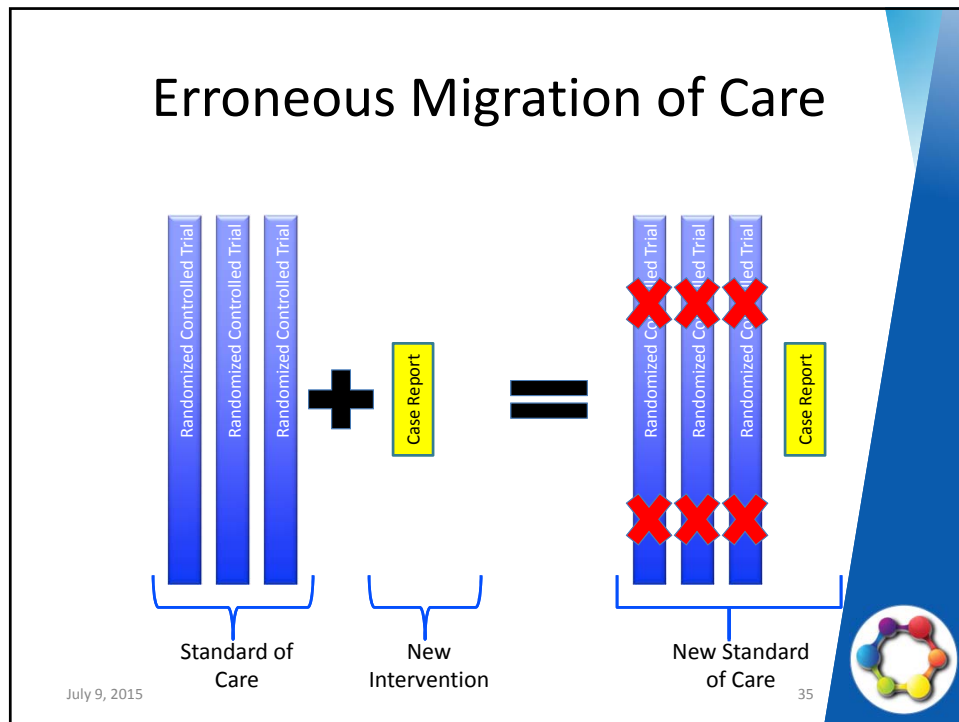 Erroneous Migration of Care
Randomized Controlled Trial
Randomized Controlled Trial
Randomized Controlled Trial
Case Report
Randomized Controlled Trial
Randomized Controlled Trial
Randomized Controlled Trial
Case Report
Standard of
Care
New
Intervention
New Standard
of Care
July 9, 2015
35